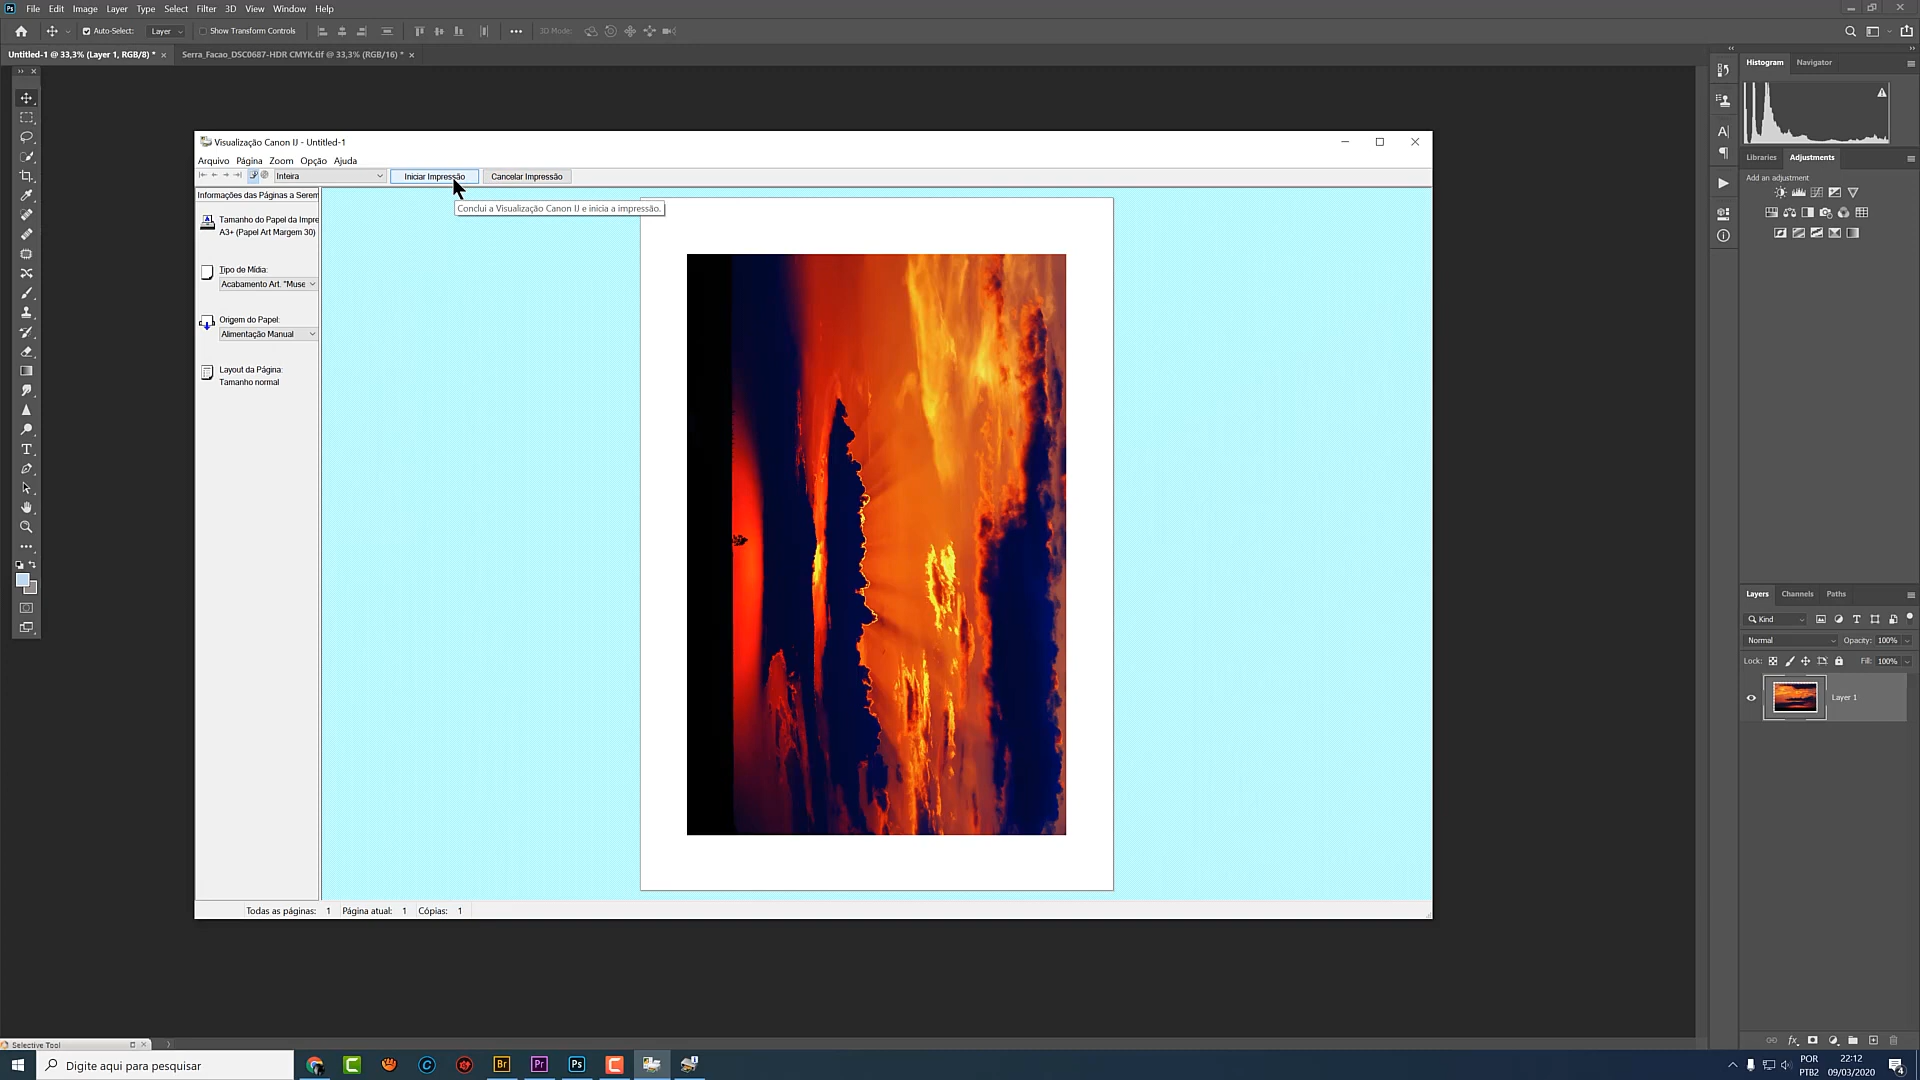 Ps File Edit Image Layer Type Select Filter 3D View Window Help
Auto-Select: Layer Show Transform Controls 3D Mode:
Untitled-1 @ 33,3% (Layer 1, RGB/8) * × Serra_Facao_DSC0687-HDR CMYK.tif @ 33,3% (RGB/16) * ×
Histogram Navigator
Libraries Adjustments
Add an adjustment
Visualização Canon IJ - Untitled-1
Arquivo Página Zoom Opção Ajuda
Inteira Iniciar Impressão Cancelar Impressão
Informações das Páginas a Serem
Conclui a Visualização Canon IJ e inicia a impressão.
Tamanho do Papel da Impre
A3+ (Papel Art Margem 30)
Tipo de Mídia:
Acabamento Art. "Muse
Origem do Papel:
Alimentação Manual
Layout da Página:
Tamanho normal
Todas as páginas: 1 Página atual: 1 Cópias: 1
Layers Channels Paths
Kind
Normal Opacity: 100%
Lock: Fill: 100%
Layer 1
Selective Tool
Digite aqui para pesquisar
Br Pr Ps
POR
PTB2
22:12
09/03/2020
4